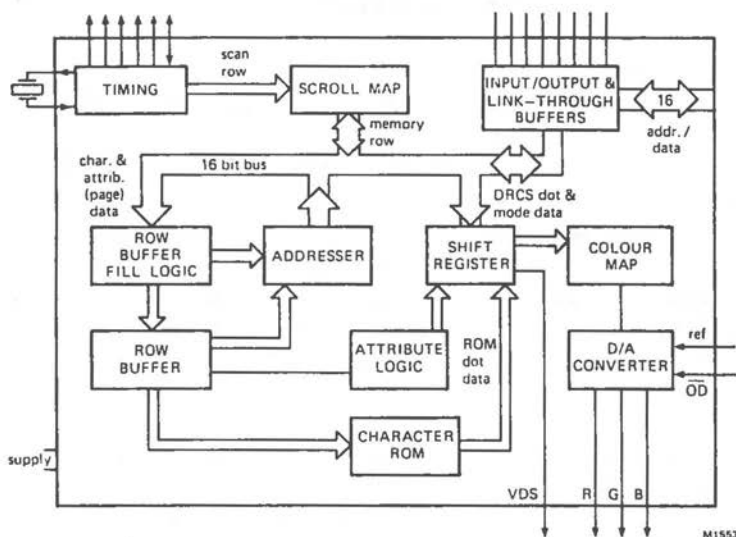 scan
row
TIMING
SCROLL MAP
INPUT/OUTPUT &
LINK-THROUGH
BUFFERS
16
addr./
data
memory
row
char. &
attrib.
(page)
data
16 bit bus
DRCS dot &
mode data
ROW
BUFFER
FILL LOGIC
ADDRESSER
SHIFT
REGISTER
COLOUR
MAP
ROW
BUFFER
ATTRIBUTE
LOGIC
ROM
dot
data
D/A
CONVERTER
ref
OD
CHARACTER
ROM
supply
VDS
R
G
B